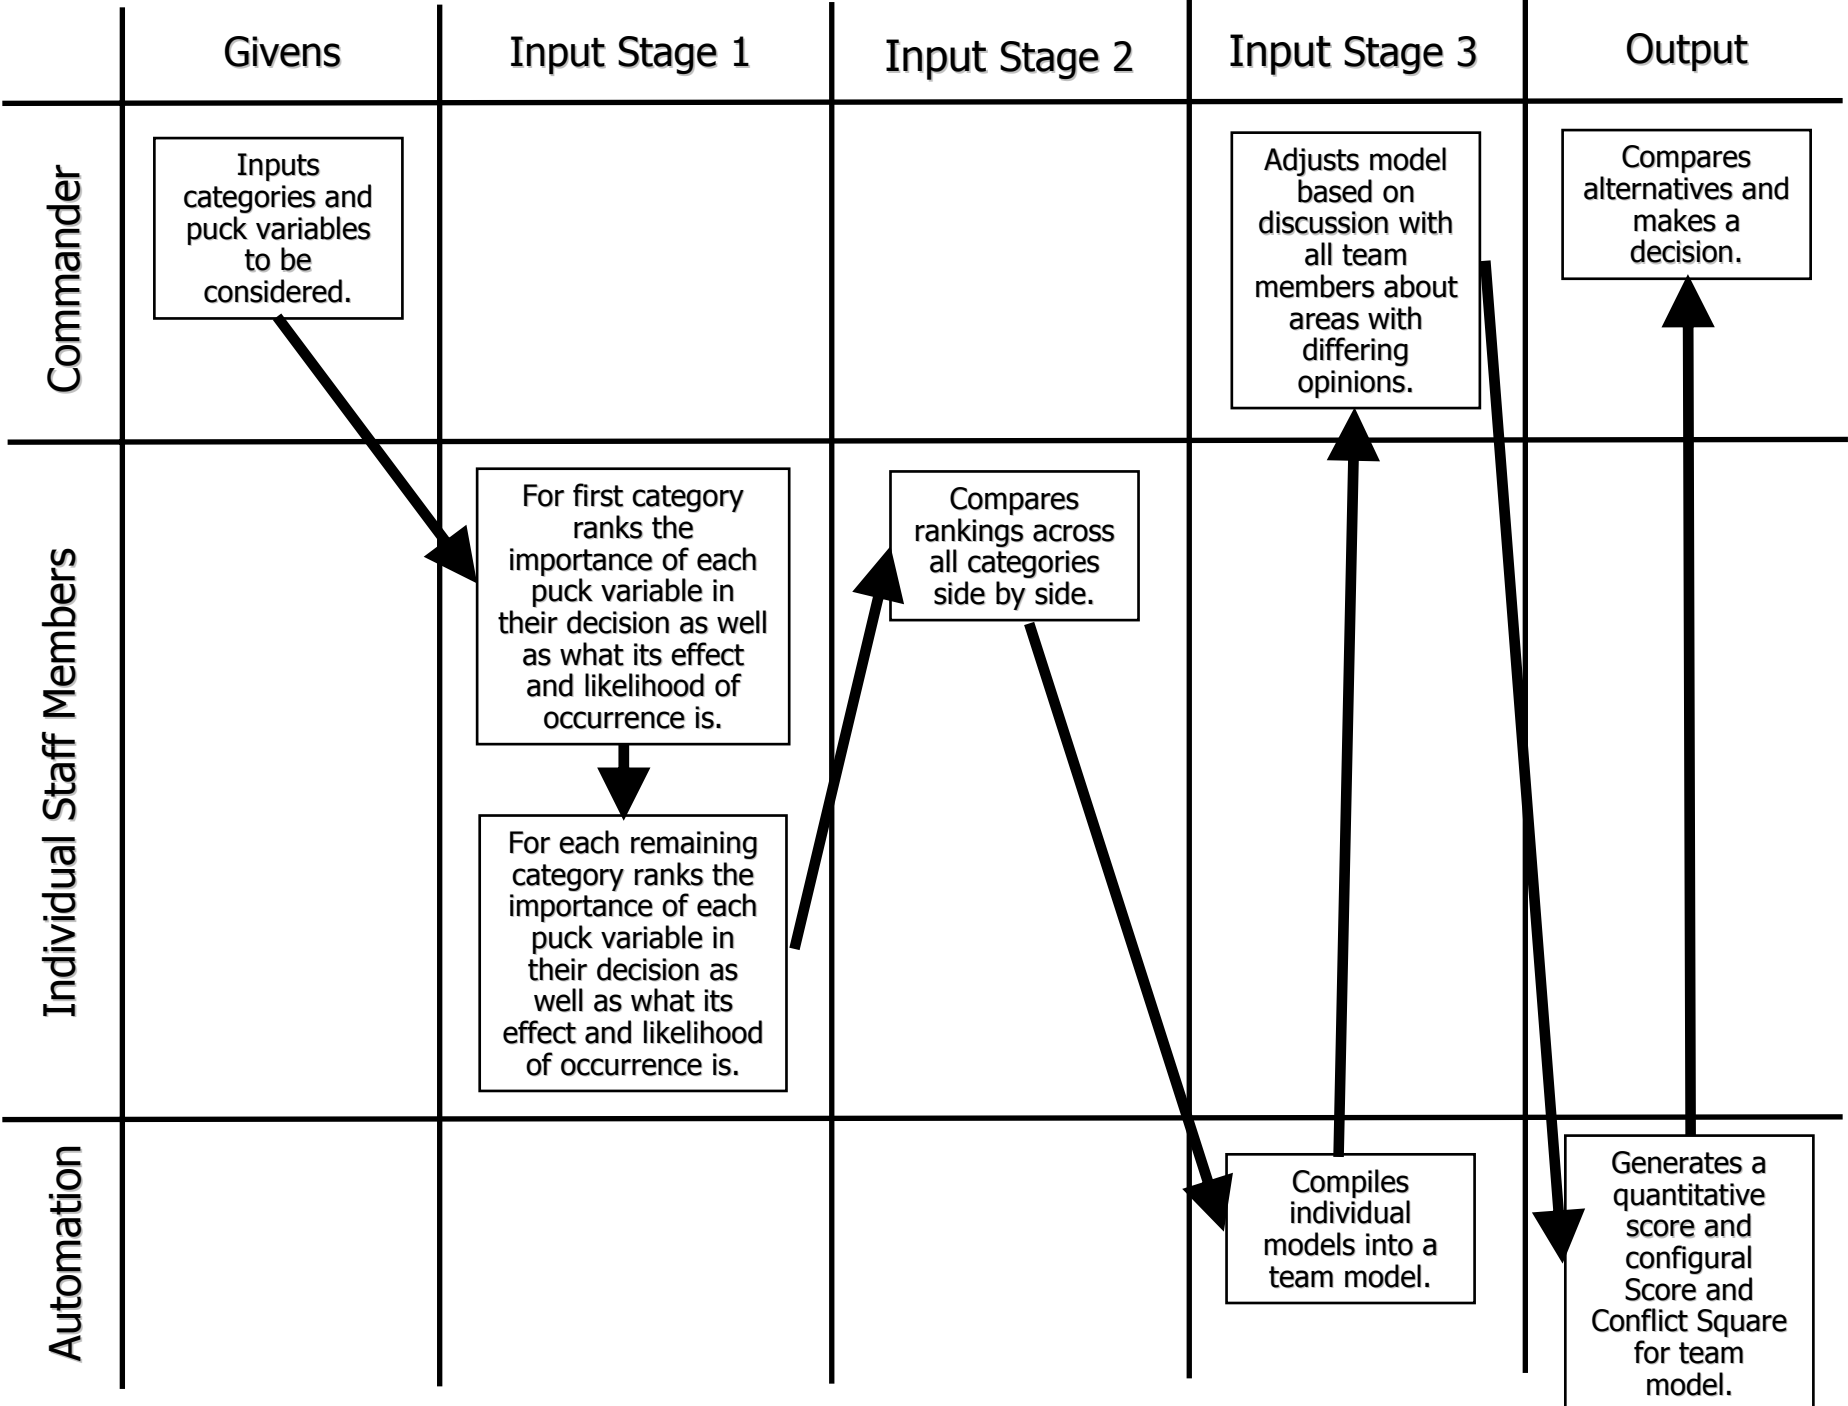 Givens
Input Stage 1
Input Stage 2
Input Stage 3
Output
Commander
Inputs
categories and
puck variables
to be
considered.
Adjusts model
based on
discussion with
all team
members about
areas with
differing
opinions.
Compares
alternatives and
makes a
decision.
Individual Staff Members
For first category
ranks the
importance of each
puck variable in
their decision as well
as what its effect
and likelihood of
occurrence is.
For each remaining
category ranks the
importance of each
puck variable in
their decision as
well as what its
effect and likelihood
of occurrence is.
Compares
rankings across
all categories
side by side.
Automation
Compiles
individual
models into a
team model.
Generates a
quantitative
score and
configural
Score and
Conflict Square
for team
model.